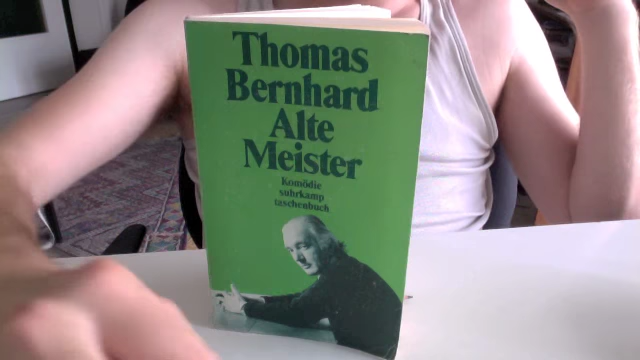 Thomas
Bernhard
Alte
Meister
Komödie
suhrkamp
taschenbuch